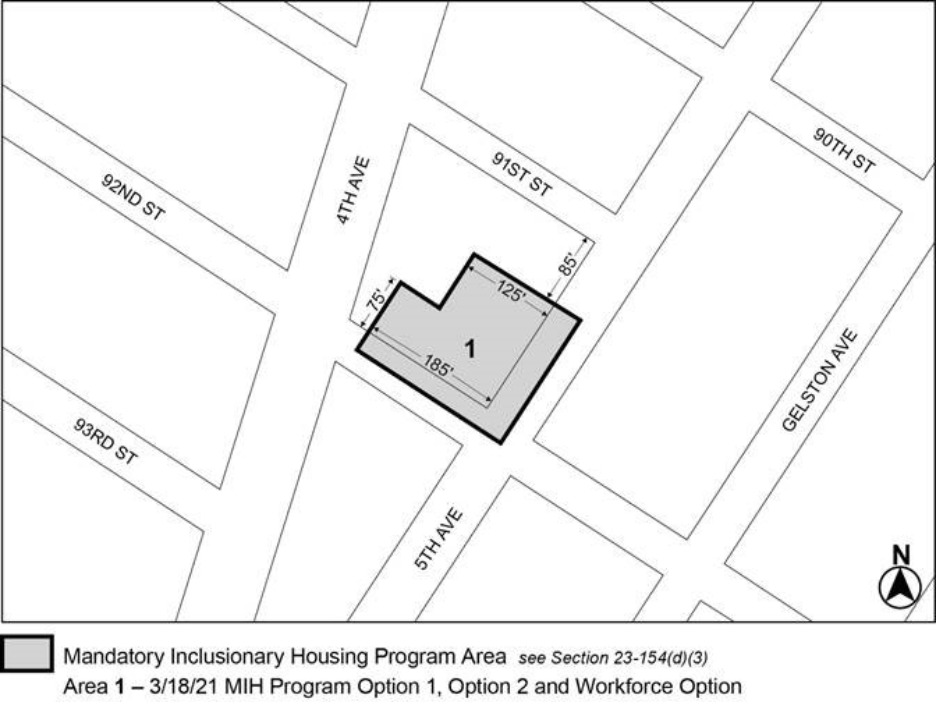 90TH ST
91ST ST
4TH AVE
92ND ST
85'
125'
75'
1
185'
GELSTON AVE
93RD ST
5TH AVE
N
Mandatory Inclusionary Housing Program Area see Section 23-154(d)(3)
Area 1 – 3/18/21 MIH Program Option 1, Option 2 and Workforce Option